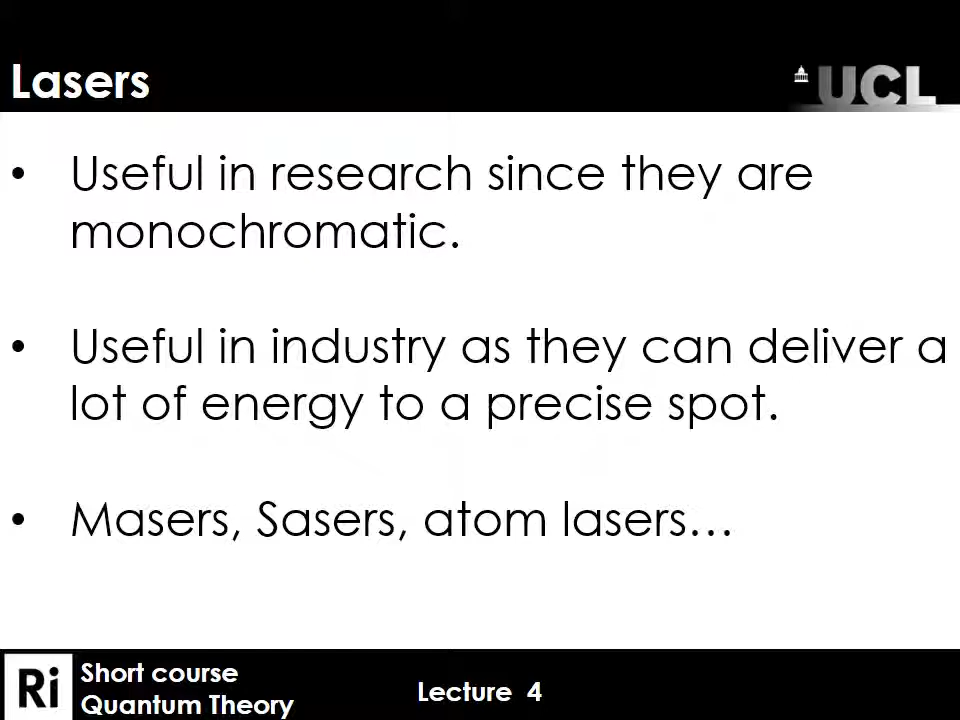 Lasers
UCL
• Useful in research since they are
monochromatic.
• Useful in industry as they can deliver a
lot of energy to a precise spot.
• Masers, Sasers, atom lasers…
Ri
Short course
Quantum Theory
Lecture 4